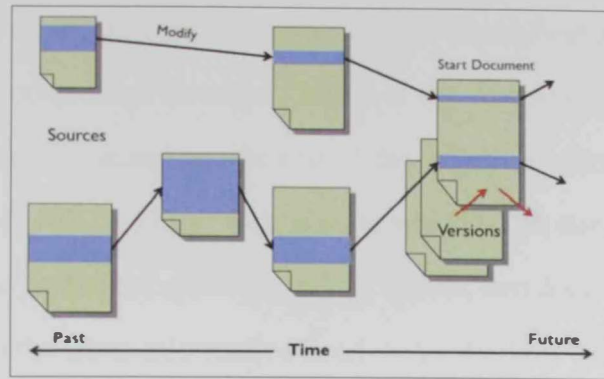 Modify
Start Document
Sources
Versions
Past
Future
Time